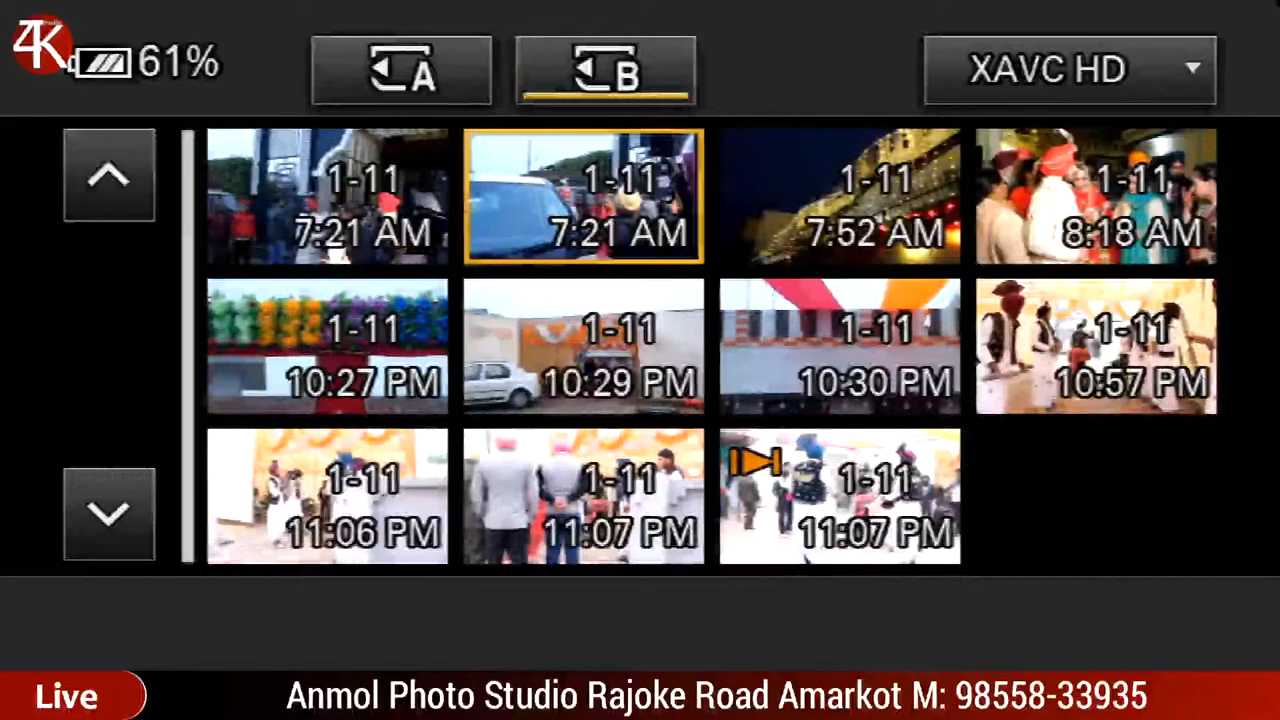 4K
61%
A
B
XAVC HD
1-11
7:21 AM
1-11
7:21 AM
1-11
7:52 AM
1-11
8:18 AM
1-11
10:27 PM
1-11
10:29 PM
1-11
10:30 PM
1-11
10:57 PM
1-11
11:06 PM
1-11
11:07 PM
1-11
11:07 PM
Live
Anmol Photo Studio Rajoke Road Amarkot M: 98558-33935